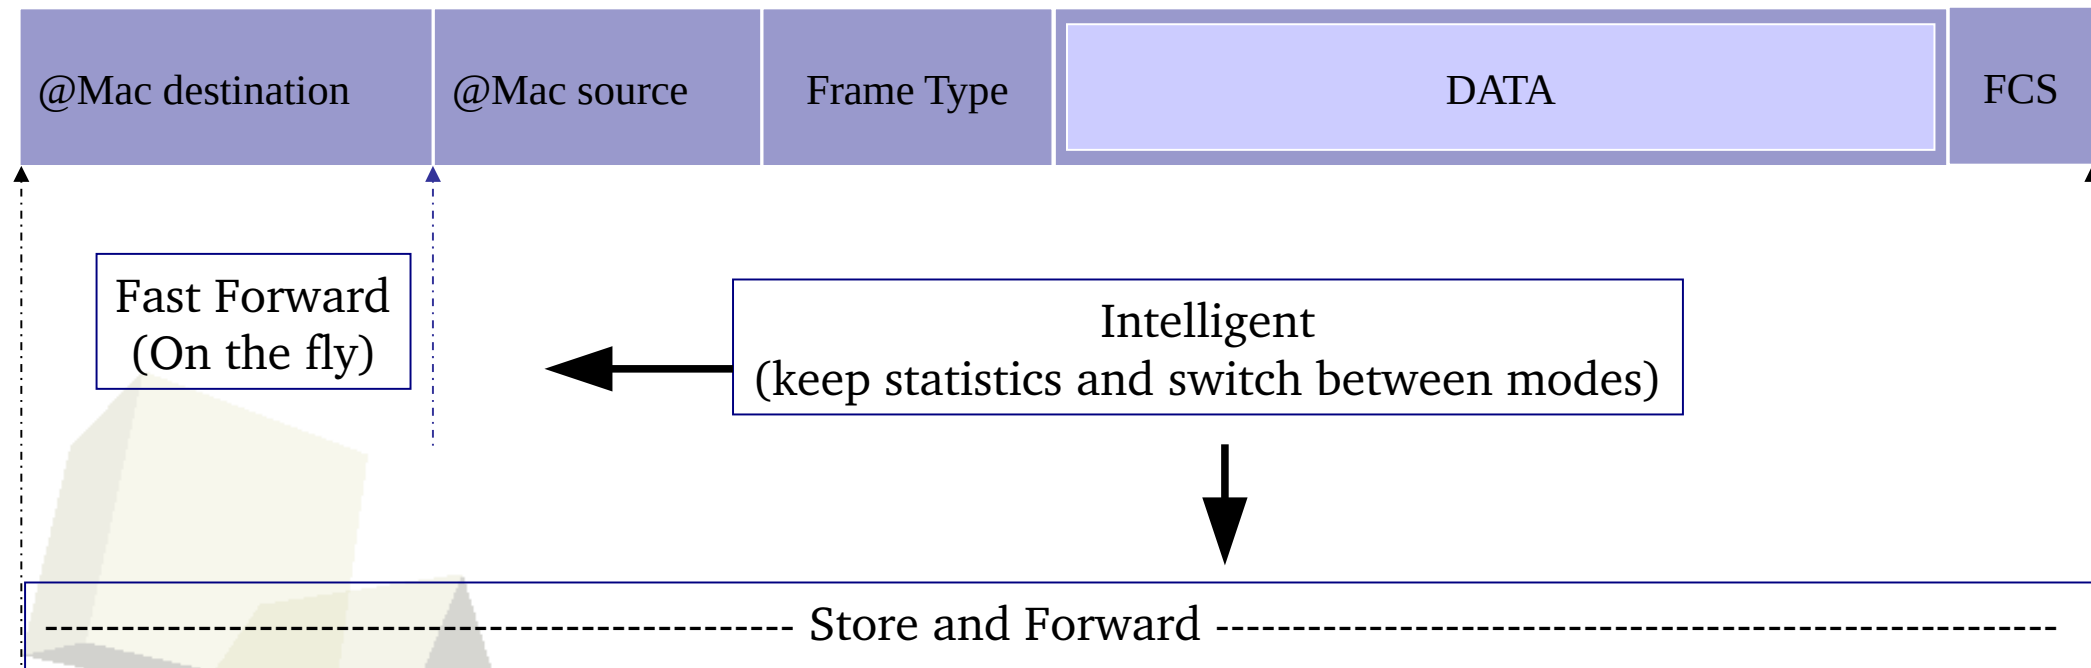 @Mac destination
@Mac source
Frame Type
DATA
FCS
Fast Forward
(On the fly)
Intelligent
(keep statistics and switch between modes)
Store and Forward